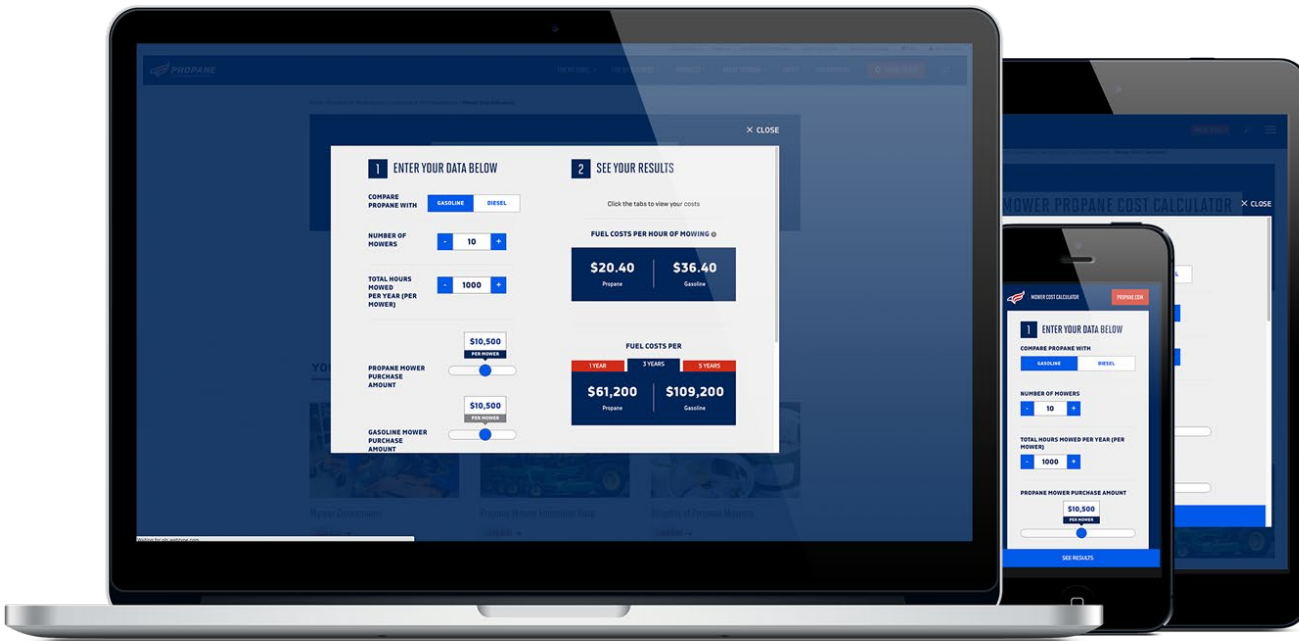 PROPANE
× CLOSE
1 ENTER YOUR DATA BELOW
COMPARE
PROPANE WITH
GASOLINE DIESEL
NUMBER OF
MOWERS
- 10 +
TOTAL HOURS
MOWED
PER YEAR (PER
MOWER)
- 1000 +
$10,500
PER MOWER
PROPANE MOWER
PURCHASE
AMOUNT
$10,500
PER MOWER
GASOLINE MOWER
PURCHASE
AMOUNT
2 SEE YOUR RESULTS
Click the tabs to view your costs
FUEL COSTS PER HOUR OF MOWING
$20.40 $36.40
Propane Gasoline
FUEL COSTS PER
1 YEAR 3 YEARS 5 YEARS
$61,200 $109,200
Propane Gasoline
MOWER PROPANE COST CALCULATOR
× CLOSE
MOWER COST CALCULATOR
PROPANE.COM
1 ENTER YOUR DATA BELOW
COMPARE PROPANE WITH
GASOLINE DIESEL
NUMBER OF MOWERS
- 10 +
TOTAL HOURS MOWED PER YEAR (PER
MOWER)
- 1000 +
PROPANE MOWER PURCHASE AMOUNT
$10,500
PER MOWER
SEE RESULTS